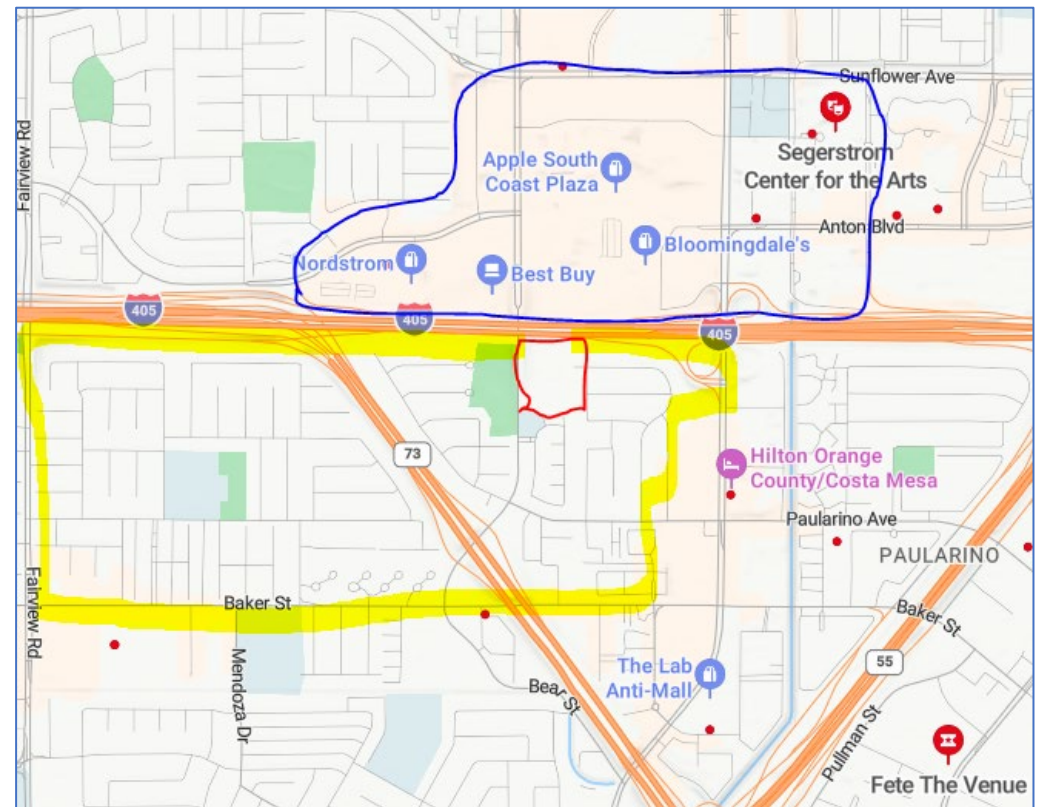 Sunflower Ave
Fairview Rd
Apple South
Coast Plaza
Segerstrom
Center for the Arts
Anton Blvd
Nordstrom
Bloomingdale's
Best Buy
405
405
405
73
Hilton Orange
County/Costa Mesa
Paularino Ave
PAULARINO
Fairview Rd
Baker St
Baker St
Mendoza Dr
The Lab
Anti-Mall
55
Bear St
Pullman St
Fete The Venue